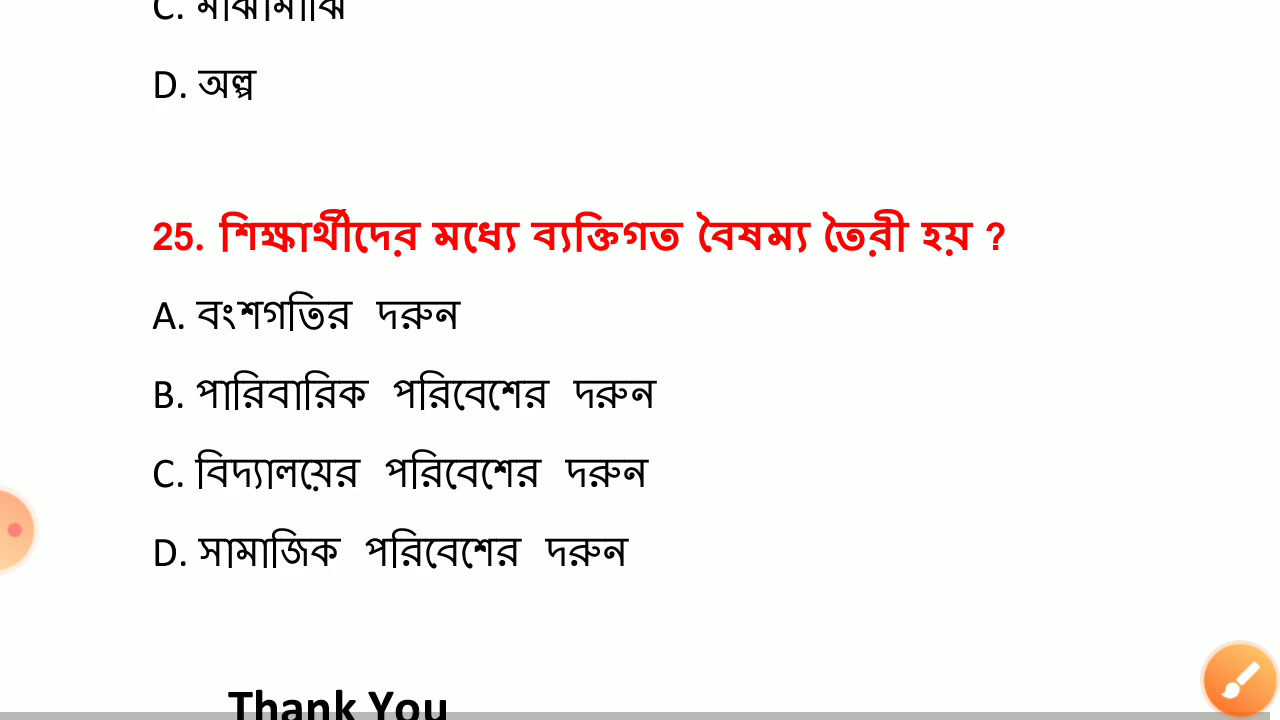 C. মাঝামাঝি
D. অল্প
25. শিক্ষার্থীদের মধ্যে ব্যক্তিগত বৈষম্য তৈরী হয় ?
A. বংশগতির দরুন
B. পারিবারিক পরিবেশের দরুন
C. বিদ্যালয়ের পরিবেশের দরুন
D. সামাজিক পরিবেশের দরুন
Thank You